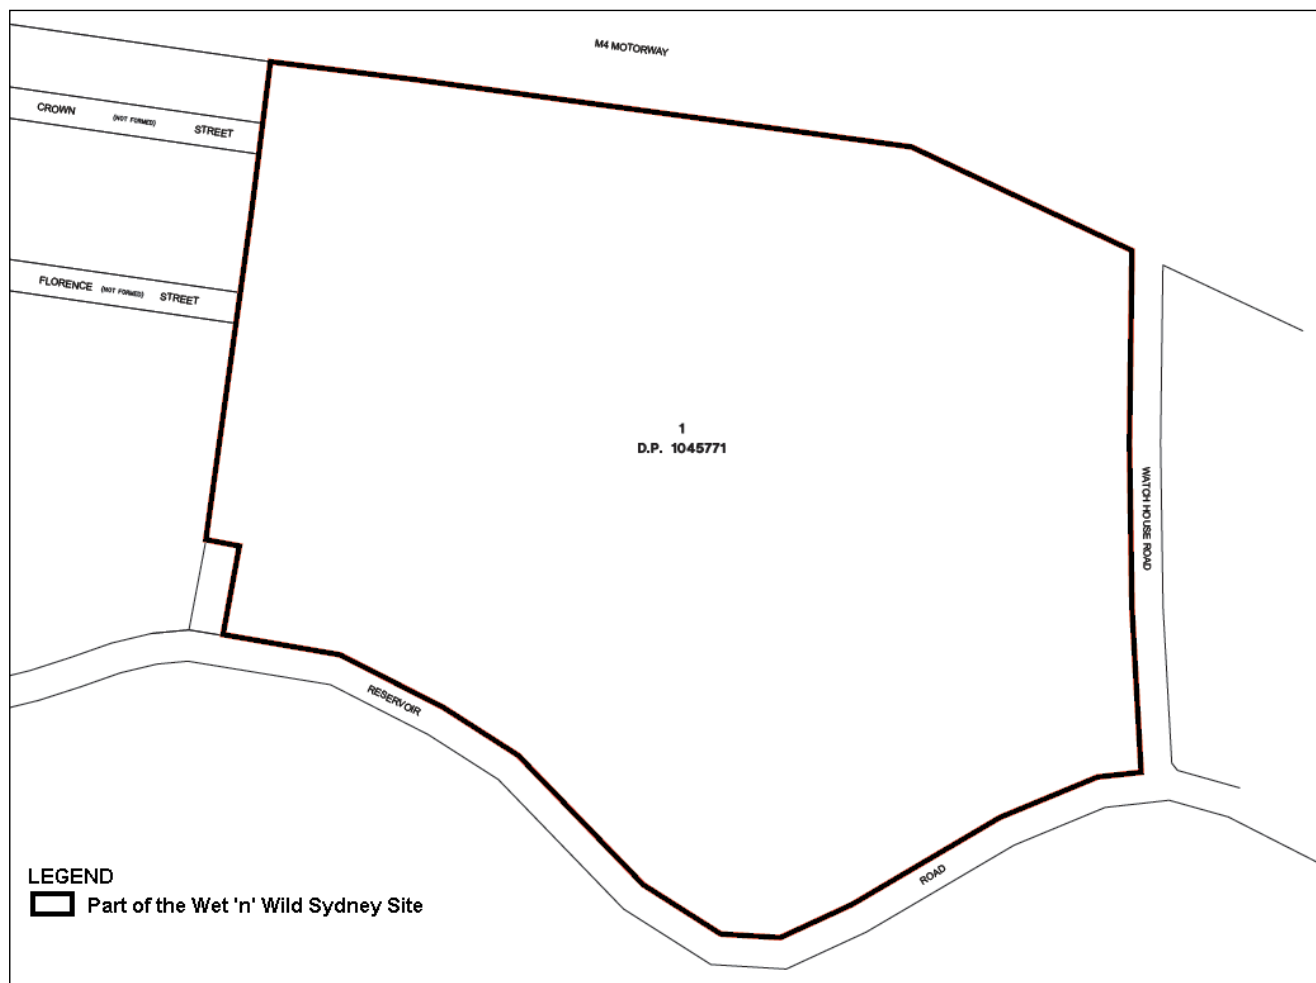 M4 MOTORWAY
CROWN (NOT FORMED) STREET
FLORENCE (NOT FORMED) STREET
1
D.P. 1045771
WATCH HOUSE ROAD
RESERVOIR
ROAD
LEGEND
Part of the Wet 'n' Wild Sydney Site